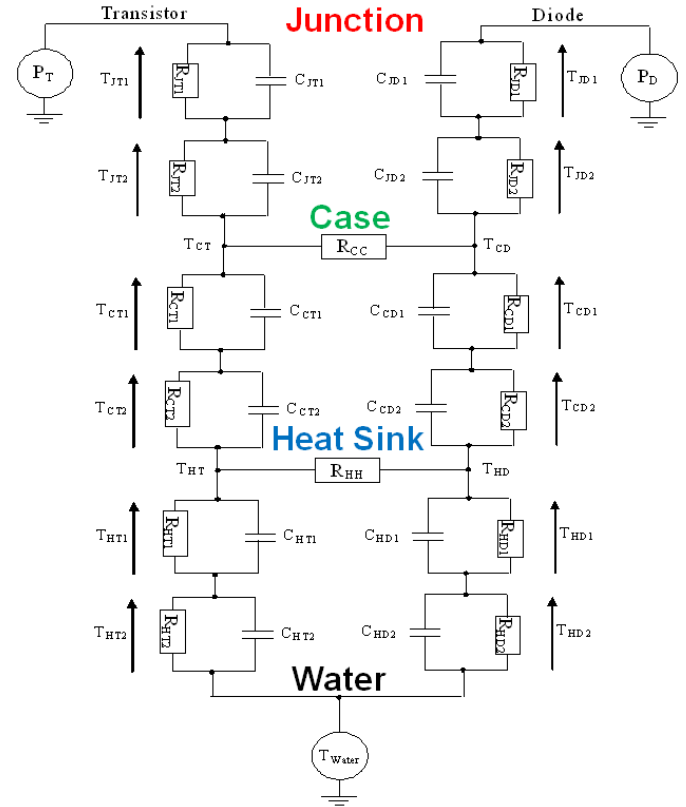 Transistor
Junction
Diode
P_T
T_JT1
R_JT1
C_JT1
C_JD1
R_JD1
T_JD1
P_D
T_JT2
R_JT2
C_JT2
C_JD2
R_JD2
T_JD2
Case
T_CT
R_CC
T_CD
T_CT1
R_CT1
C_CT1
C_CD1
R_CD1
T_CD1
T_CT2
R_CT2
C_CT2
C_CD2
R_CD2
T_CD2
Heat Sink
T_HT
R_HH
T_HD
T_HT1
R_HT1
C_HT1
C_HD1
R_HD1
T_HD1
T_HT2
R_HT2
C_HT2
C_HD2
R_HD2
T_HD2
Water
T_Water